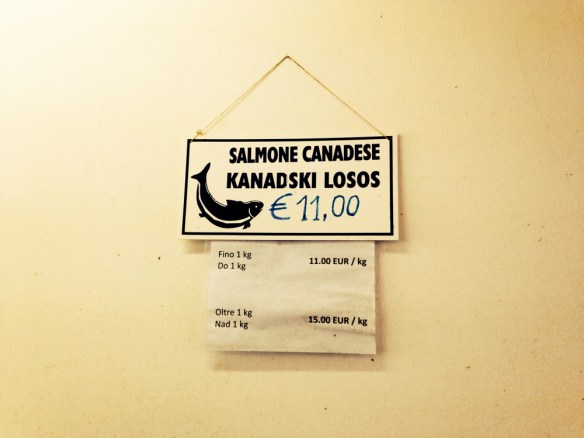 SALMONE CANADESE
KANADSKI LOSOS
€ 11,00
Fino 1 kg
Do 1 kg 11.00 EUR / kg
Oltre 1 kg
Nad 1 kg 15.00 EUR / kg